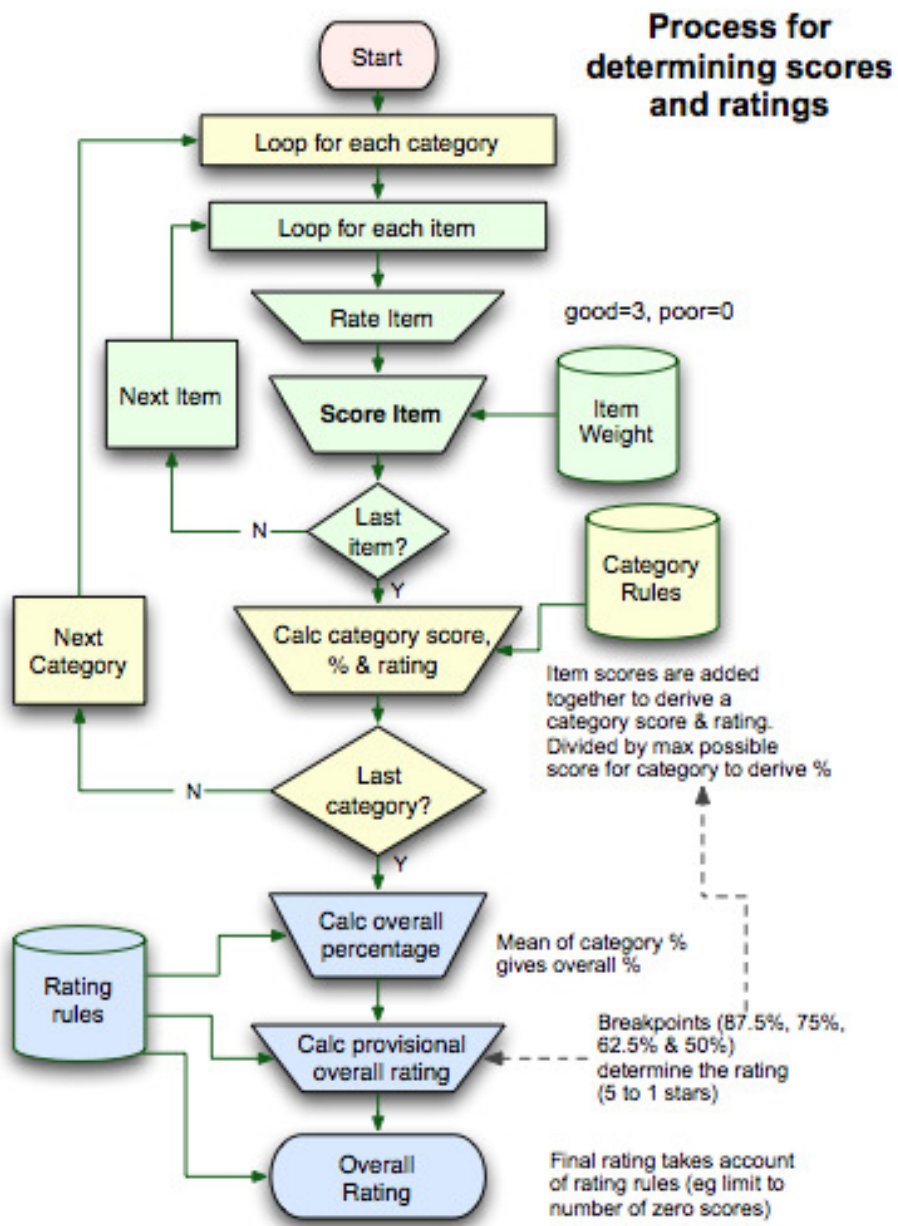 Process for
determining scores
and ratings
Start
Loop for each category
Loop for each item
Rate Item
good=3, poor=0
Next Item
Score Item
Item
Weight
N
Last
item?
Y
Category
Rules
Next
Category
Calc category score,
% & rating
Item scores are added
together to derive a
category score & rating.
Divided by max possible
score for category to derive %
N
Last
category?
Y
Calc overall
percentage
Mean of category %
gives overall %
Rating
rules
Calc provisional
overall rating
Breakpoints (87.5%, 75%,
62.5% & 50%)
determine the rating
(5 to 1 stars)
Overall
Rating
Final rating takes account
of rating rules (eg limit to
number of zero scores)